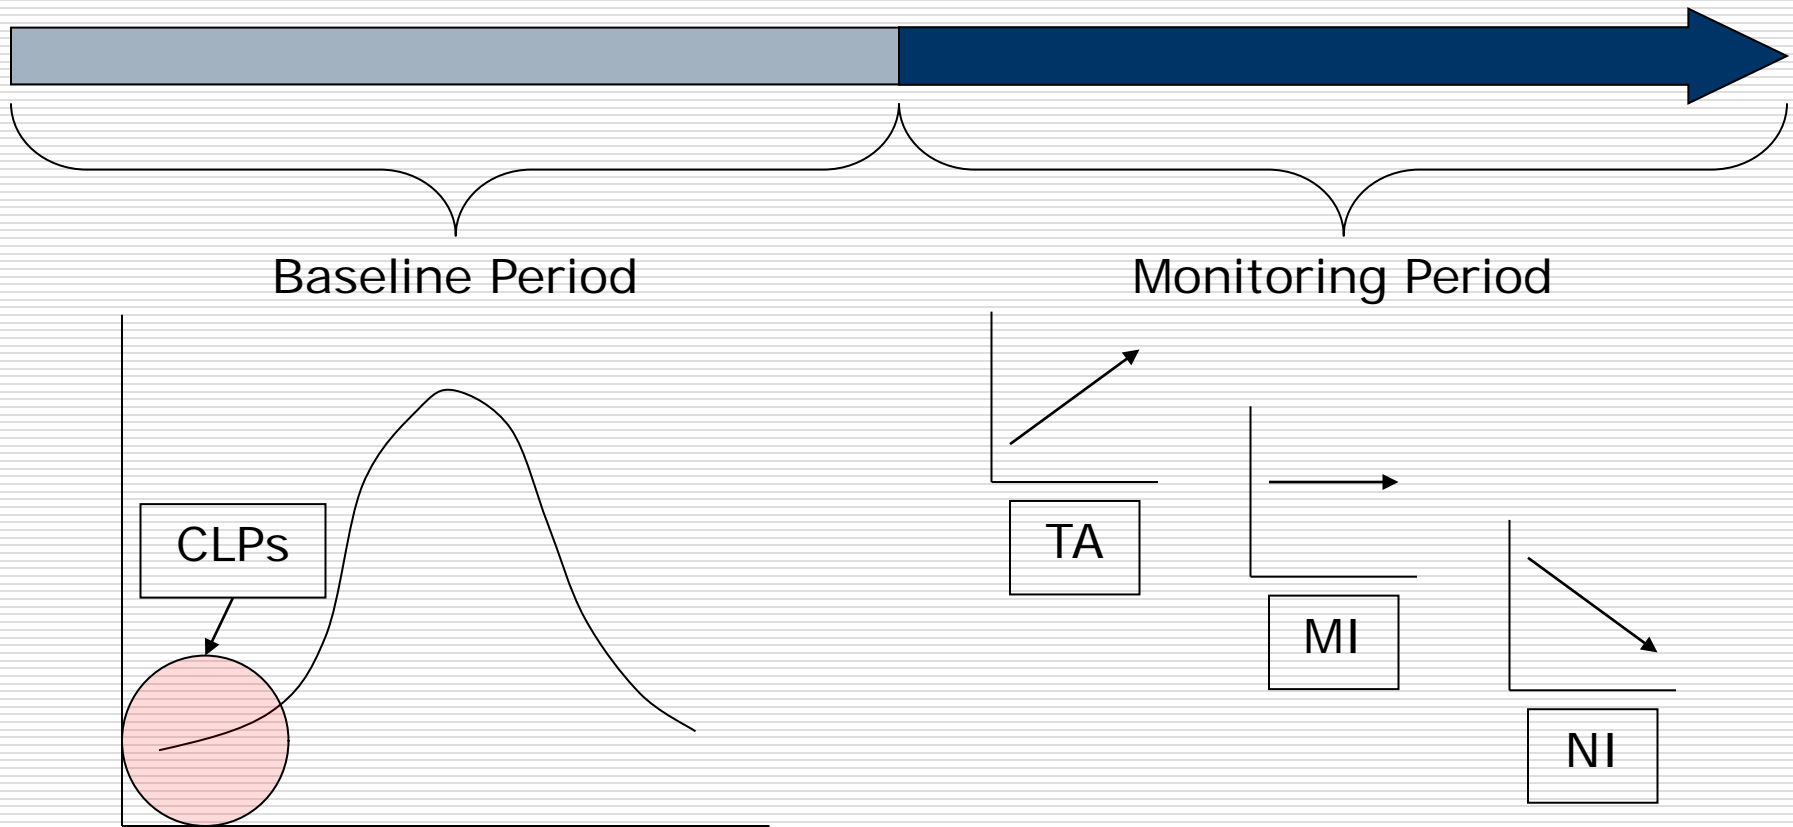 Baseline Period
Monitoring Period
CLPs
TA
MI
NI